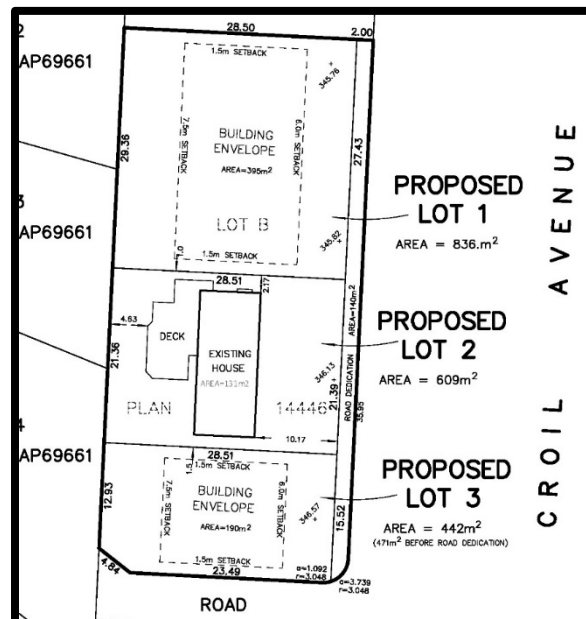 28.50
2.00
2
AP69661
1.5m SETBACK
345.76
7.5m SETBACK
6.0m SETBACK
BUILDING
ENVELOPE
AREA=395m²
29.36
27.43
LOT B
PROPOSED
LOT 1
AREA = 836.m²
3
AP69661
345.82
1.5m SETBACK
1.0
28.51
2.17
AREA=140m²
ROAD DEDICATION
35.95
4.63
DECK
EXISTING
HOUSE
AREA=131m²
21.36
346.13
21.39
PLAN
14446
10.17
PROPOSED
LOT 2
AREA = 609m²
4
AP69661
28.51
1.5
1.5m SETBACK
7.5m SETBACK
6.0m SETBACK
BUILDING
ENVELOPE
AREA=190m²
346.57
12.93
15.52
PROPOSED
LOT 3
AREA = 442m²
(471m² BEFORE ROAD DEDICATION)
1.5m SETBACK
4.84
23.49
a=1.092
r=3.048
a=3.739
r=3.048
ROAD
CROIL AVENUE